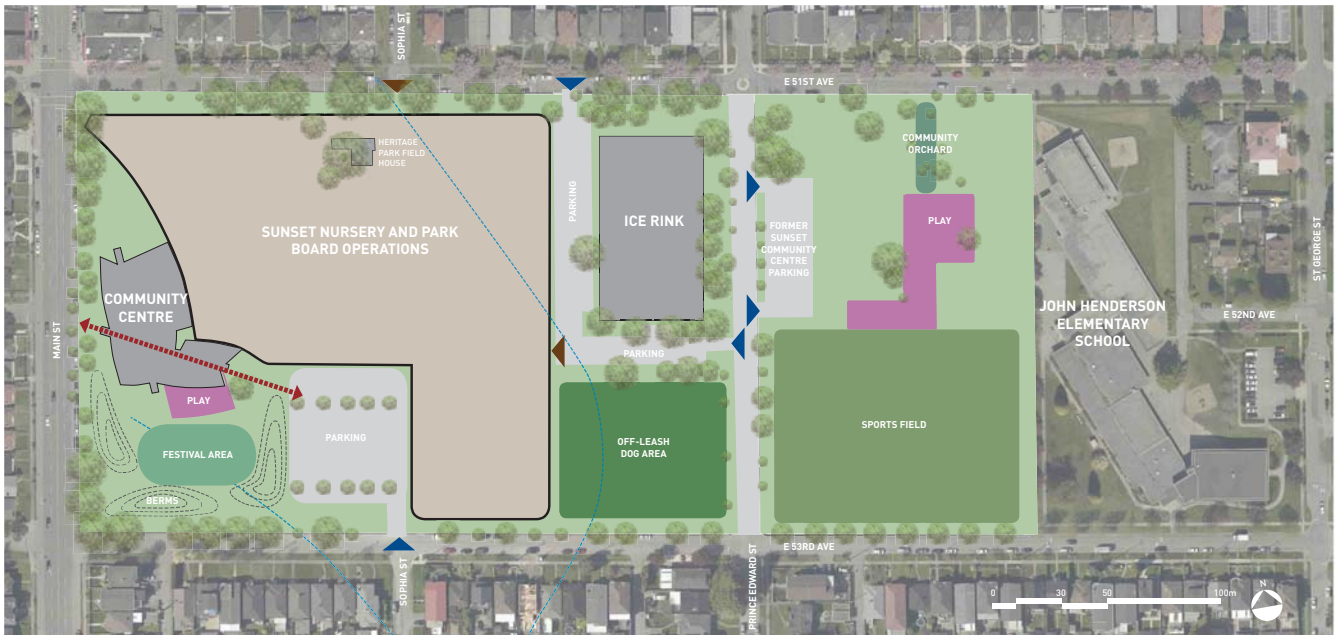 SOPHIA ST
E 51ST AVE
HERITAGE
PARK FIELD
HOUSE
COMMUNITY
ORCHARD
PARKING
ICE RINK
PLAY
SUNSET NURSERY AND PARK
BOARD OPERATIONS
FORMER
SUNSET
COMMUNITY
CENTRE
PARKING
ST GEORGE ST
COMMUNITY
CENTRE
JOHN HENDERSON
ELEMENTARY
SCHOOL
E 52ND AVE
MAIN ST
PARKING
PLAY
PARKING
SPORTS FIELD
OFF-LEASH
DOG AREA
FESTIVAL AREA
BERMS
E 53RD AVE
SOPHIA ST
PRINCE EDWARD ST
N
0 30 50 100m